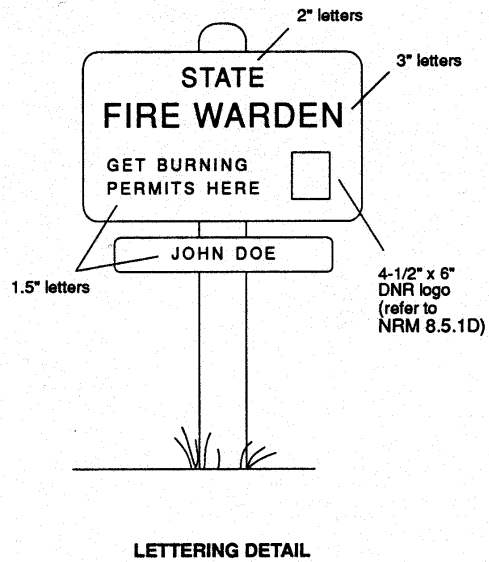 2" letters
STATE
3" letters
FIRE WARDEN
GET BURNING
PERMITS HERE
JOHN DOE
1.5" letters
4-1/2" x 6"
DNR logo
(refer to
NRM 8.5.1D)
LETTERING DETAIL